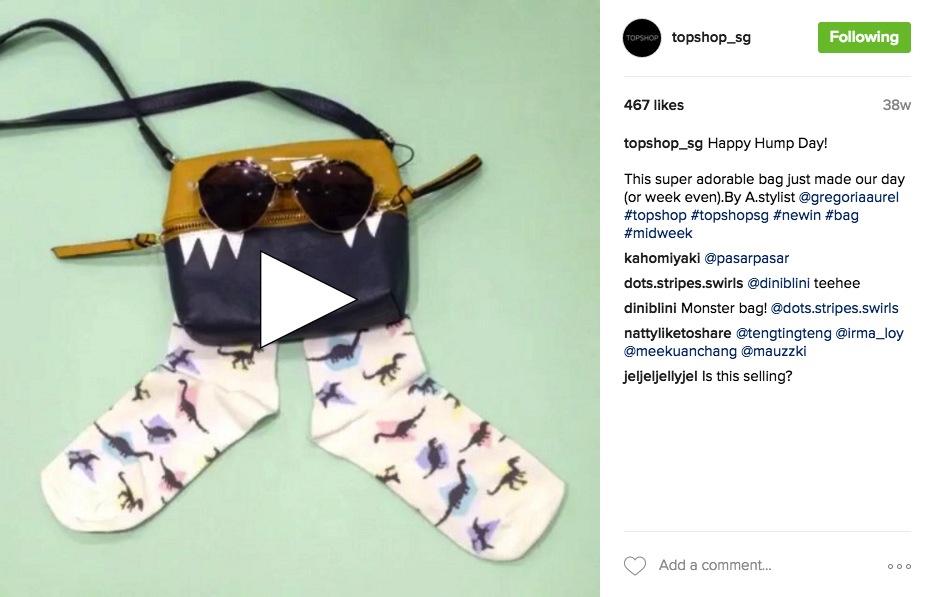 TOPSHOP
topshop_sg
Following
467 likes
38w
topshop_sg Happy Hump Day!
This super adorable bag just made our day
(or week even).By A.stylist @gregoriaaurel
#topshop #topshopsg #newin #bag
#midweek
kahomiyaki @pasarpasar
dots.stripes.swirls @diniblini teehee
diniblini Monster bag! @dots.stripes.swirls
nattyliketoshare @tengtingteng @irma_loy
@meekuanchang @mauzzki
jeljeljellyjel Is this selling?
Add a comment...